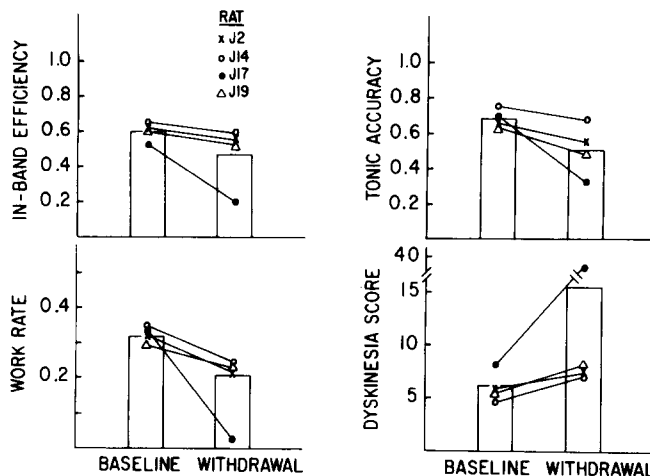 RAT
x J2
o J14
● J17
△ J19
IN-BAND EFFICIENCY
1.0
0.8
0.6
0.4
0.2
TONIC ACCURACY
1.0
0.8
0.6
0.4
0.2
WORK RATE
0.4
0.2
BASELINE WITHDRAWAL
DYSKINESIA SCORE
40
15
10
5
BASELINE WITHDRAWAL